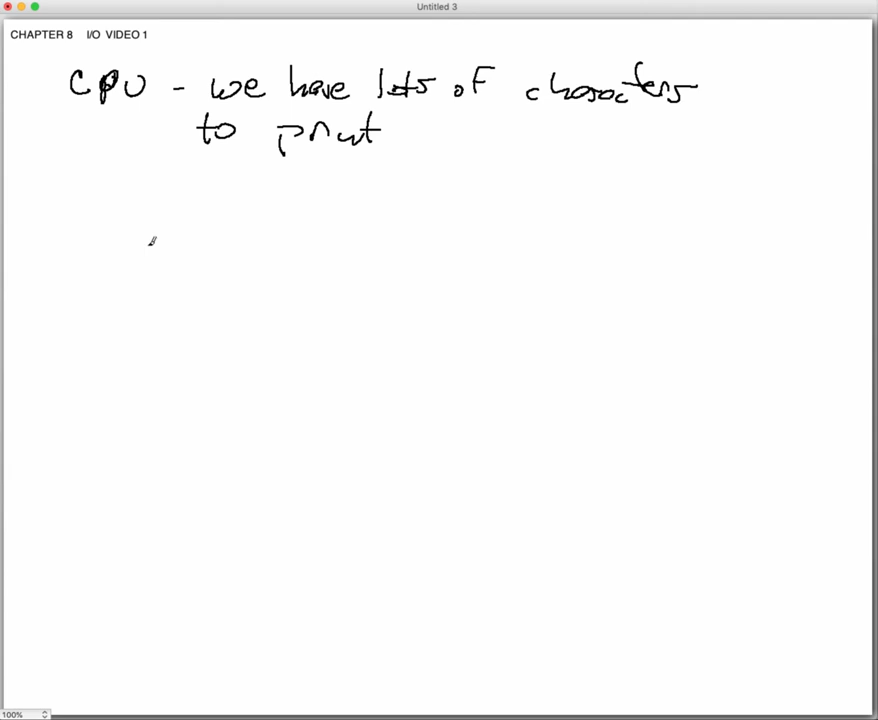 Untitled 3
CHAPTER 8 I/O VIDEO 1
CPU - we have lots of characters
to print
100%